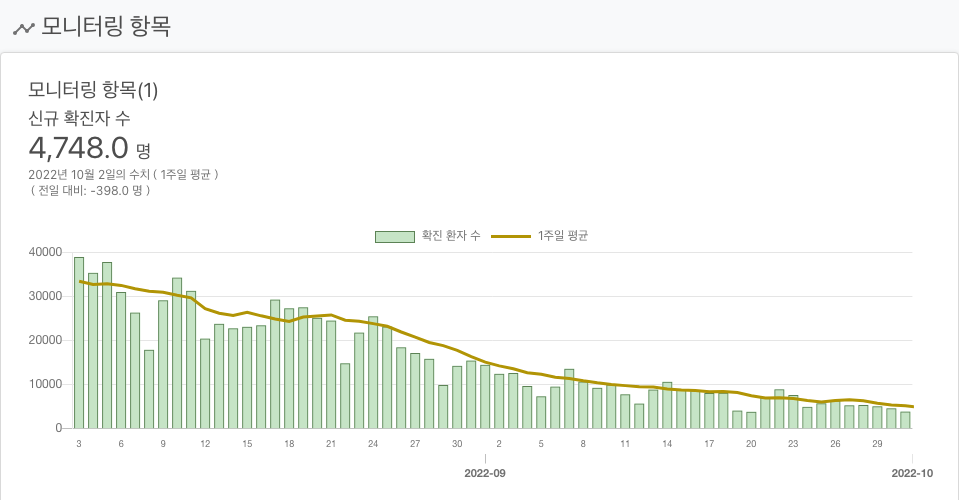 모니터링 항목
모니터링 항목(1)
신규 확진자 수
4,748.0 명
2022년 10월 2일의 수치 ( 1주일 평균 )
( 전일 대비: -398.0 명 )
확진 환자 수 1주일 평균
40000
30000
20000
10000
0
3 6 9 12 15 18 21 24 27 30 2 5 8 11 14 17 20 23 26 29
2022-09 2022-10